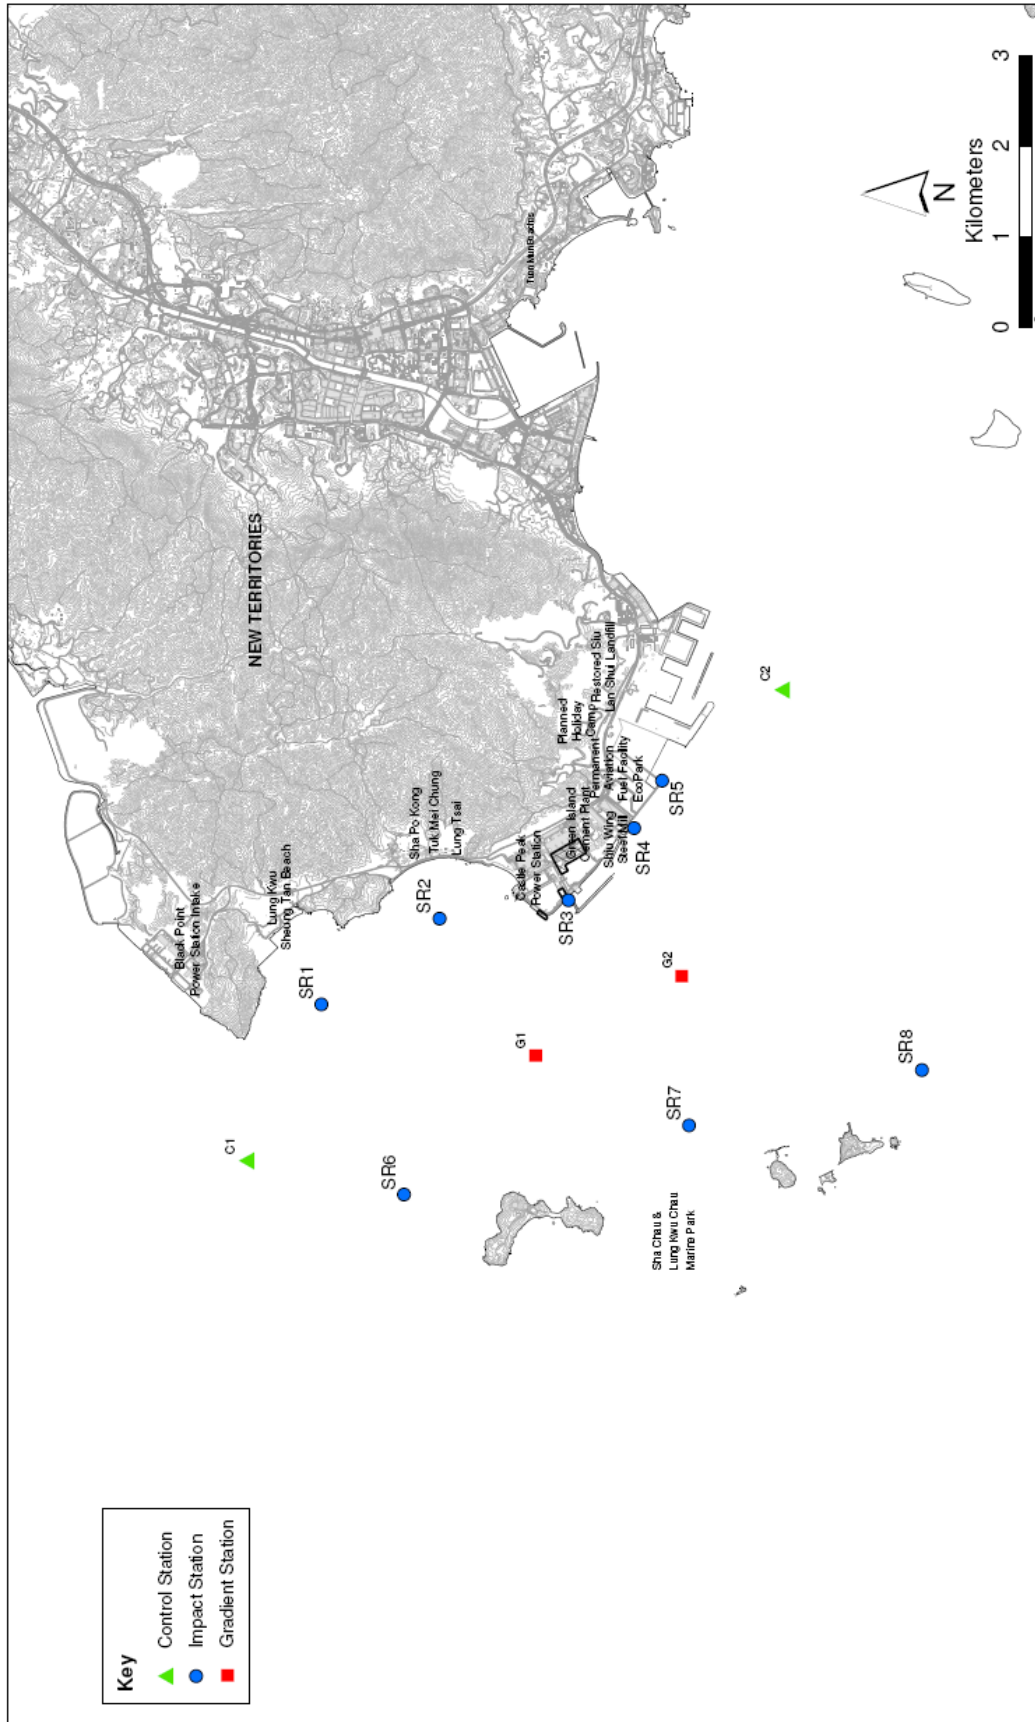 Key
Control Station
Impact Station
Gradient Station
NEW TERRITORIES
Black Point
Power Station Intake
Lung Kwu
Sheung Tan Beach
Sha Po Kong
Tuk Mei Chung
Lung Tsai
Castle Peak
Power Station
Green Island
Cement Plant
Shiu Wing
Steel Mill
Planned
Holiday
Camp
Permanent
Aviation
Fuel Facility
EcoPark
Restored Siu
Lan Shui Landfill
Tuen Mun Beaches
Sha Chau &
Lung Kwu Chau
Marine Park
C1
C2
G1
G2
SR1
SR2
SR3
SR4
SR5
SR6
SR7
SR8
N
Kilometers
0
1
2
3